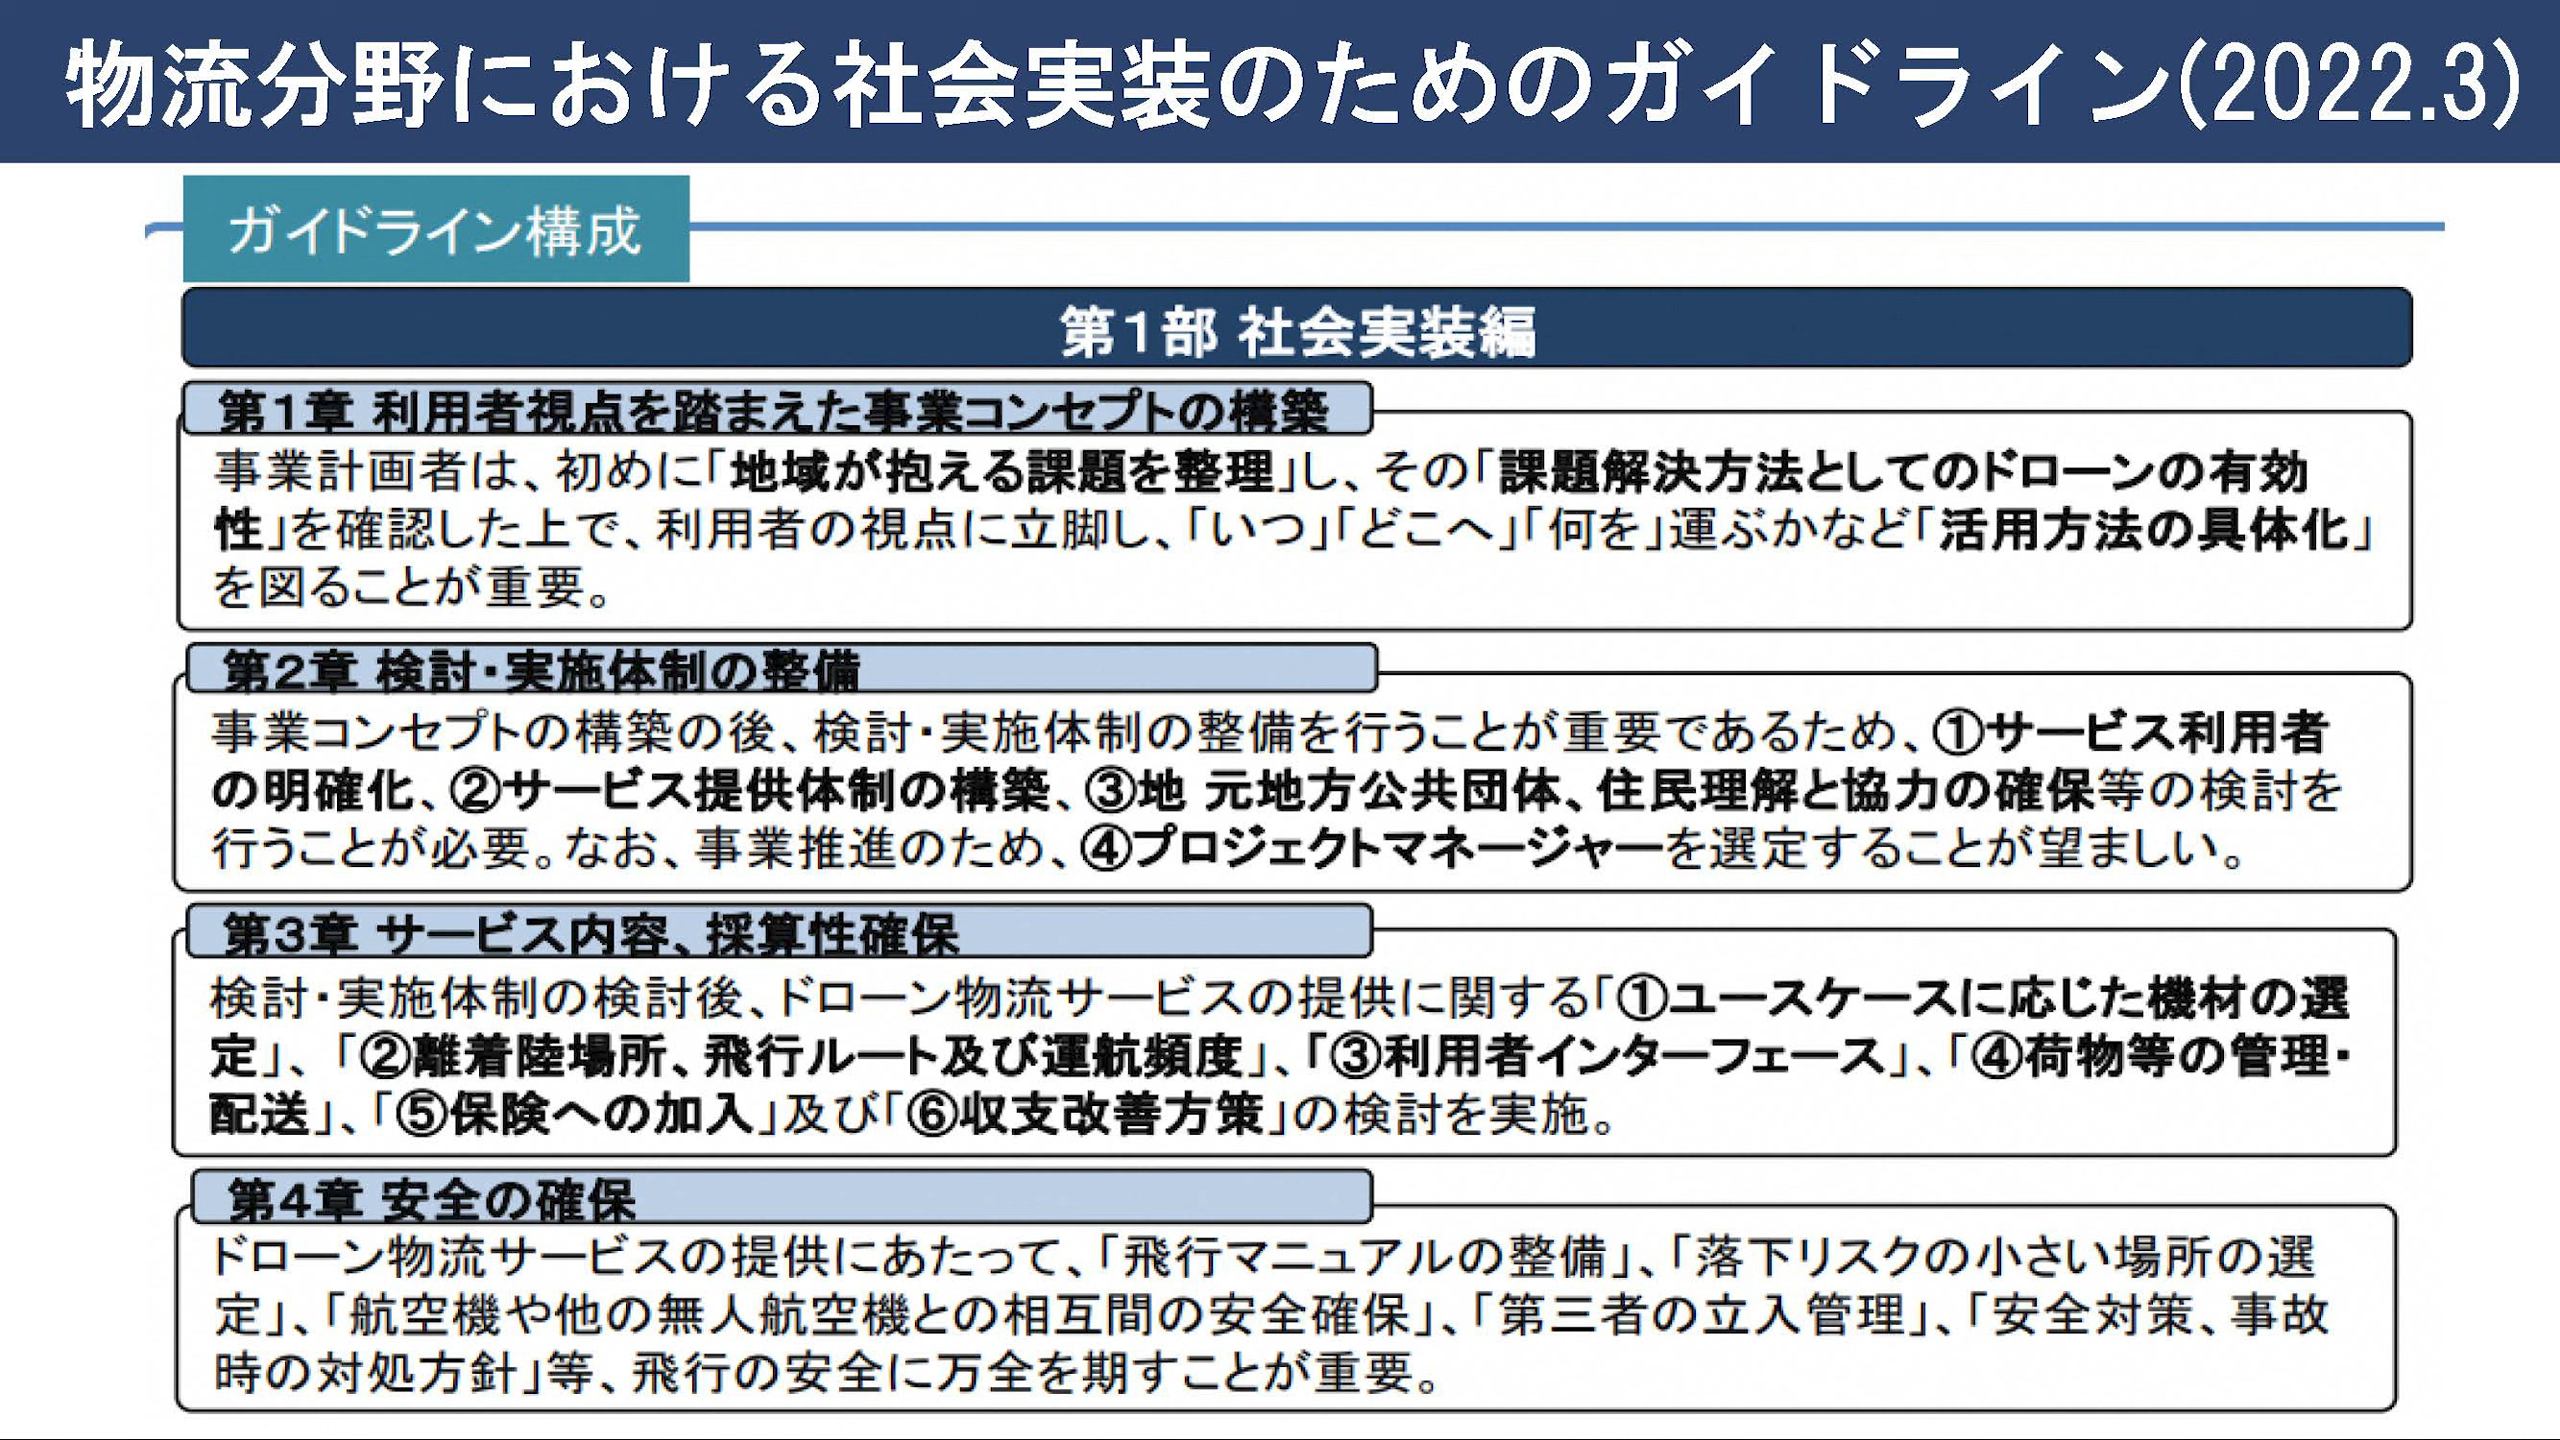 物流分野における社会実装のためのガイドライン(2022.3)
ガイドライン構成
第1部 社会実装編
第1章 利用者視点を踏まえた事業コンセプトの構築
事業計画者は、初めに「地域が抱える課題を整理」し、その「課題解決方法としてのドローンの有効
性」を確認した上で、利用者の視点に立脚し、「いつ」「どこへ」「何を」運ぶかなど「活用方法の具体化」
を図ることが重要。
第2章 検討・実施体制の整備
事業コンセプトの構築の後、検討・実施体制の整備を行うことが重要であるため、①サービス利用者
の明確化、②サービス提供体制の構築、③地 元地方公共団体、住民理解と協力の確保等の検討を
行うことが必要。なお、事業推進のため、④プロジェクトマネージャーを選定することが望ましい。
第3章 サービス内容、採算性確保
検討・実施体制の検討後、ドローン物流サービスの提供に関する「①ユースケースに応じた機材の選
定」、「②離着陸場所、飛行ルート及び運航頻度」、「③利用者インターフェース」、「④荷物等の管理・
配送」、「⑤保険への加入」及び「⑥収支改善方策」の検討を実施。
第4章 安全の確保
ドローン物流サービスの提供にあたって、「飛行マニュアルの整備」、「落下リスクの小さい場所の選
定」、「航空機や他の無人航空機との相互間の安全確保」、「第三者の立入管理」、「安全対策、事故
時の対処方針」等、飛行の安全に万全を期すことが重要。